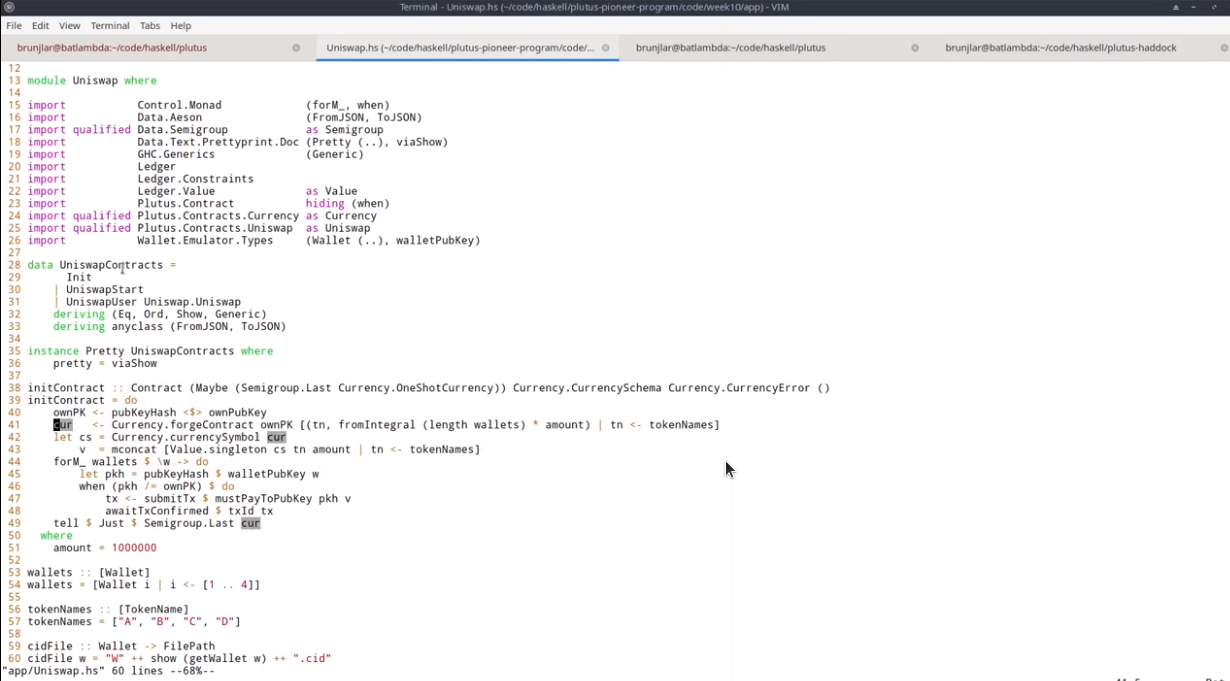 Terminal - Uniswap.hs (~/code/haskell/plutus-pioneer-program/code/week10/app) - VIM
File Edit View Terminal Tabs Help
brunjlar@batlambda:~/code/haskell/plutus Uniswap.hs (~/code/haskell/plutus-pioneer-program/code/... brunjlar@batlambda:~/code/haskell/plutus brunjlar@batlambda:~/code/haskell/plutus-haddock
12
13 module Uniswap where
14
15 import           Control.Monad             (forM_, when)
16 import           Data.Aeson                (FromJSON, ToJSON)
17 import qualified Data.Semigroup            as Semigroup
18 import           Data.Text.Prettyprint.Doc (Pretty (..), viaShow)
19 import           GHC.Generics              (Generic)
20 import           Ledger
21 import           Ledger.Constraints
22 import           Ledger.Value              as Value
23 import           Plutus.Contract           hiding (when)
24 import qualified Plutus.Contracts.Currency as Currency
25 import qualified Plutus.Contracts.Uniswap  as Uniswap
26 import           Wallet.Emulator.Types     (Wallet (..), walletPubKey)
27
28 data UniswapContracts =
29       Init
30     | UniswapStart
31     | UniswapUser Uniswap.Uniswap
32     deriving (Eq, Ord, Show, Generic)
33     deriving anyclass (FromJSON, ToJSON)
34
35 instance Pretty UniswapContracts where
36     pretty = viaShow
37
38 initContract :: Contract (Maybe (Semigroup.Last Currency.OneShotCurrency)) Currency.CurrencySchema Currency.CurrencyError ()
39 initContract = do
40     ownPK <- pubKeyHash <$> ownPubKey
41     cur   <- Currency.forgeContract ownPK [(tn, fromIntegral (length wallets) * amount) | tn <- tokenNames]
42     let cs = Currency.currencySymbol cur
43         v  = mconcat [Value.singleton cs tn amount | tn <- tokenNames]
44     forM_ wallets $ \w -> do
45         let pkh = pubKeyHash $ walletPubKey w
46         when (pkh /= ownPK) $ do
47             tx <- submitTx $ mustPayToPubKey pkh v
48             awaitTxConfirmed $ txId tx
49     tell $ Just $ Semigroup.Last cur
50   where
51     amount = 1000000
52
53 wallets :: [Wallet]
54 wallets = [Wallet i | i <- [1 .. 4]]
55
56 tokenNames :: [TokenName]
57 tokenNames = ["A", "B", "C", "D"]
58
59 cidFile :: Wallet -> FilePath
60 cidFile w = "W" ++ show (getWallet w) ++ ".cid"
"app/Uniswap.hs" 60 lines --68%--